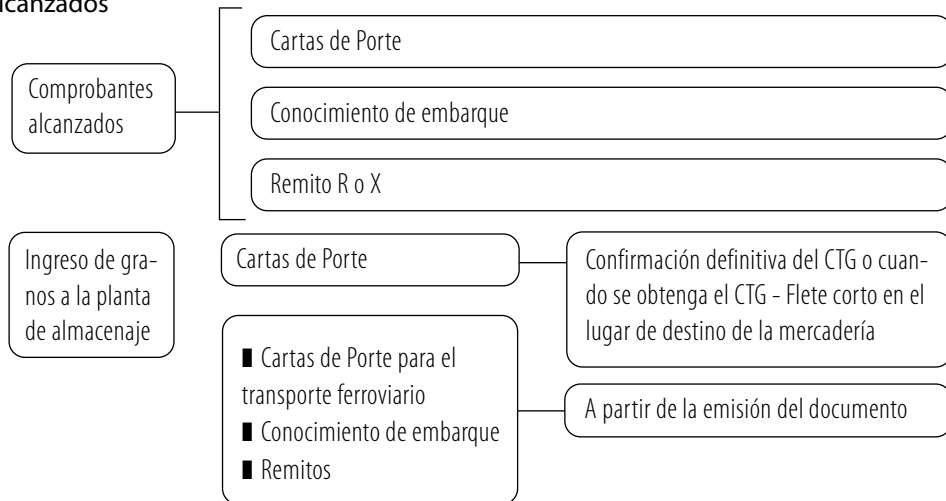 alcanzados
Comprobantes
alcanzados
Cartas de Porte
Conocimiento de embarque
Remito R o X
Ingreso de gra-
nos a la planta
de almacenaje
Cartas de Porte
Confirmación definitiva del CTG o cuan-
do se obtenga el CTG - Flete corto en el
lugar de destino de la mercadería
■ Cartas de Porte para el
transporte ferroviario
■ Conocimiento de embarque
■ Remitos
A partir de la emisión del documento